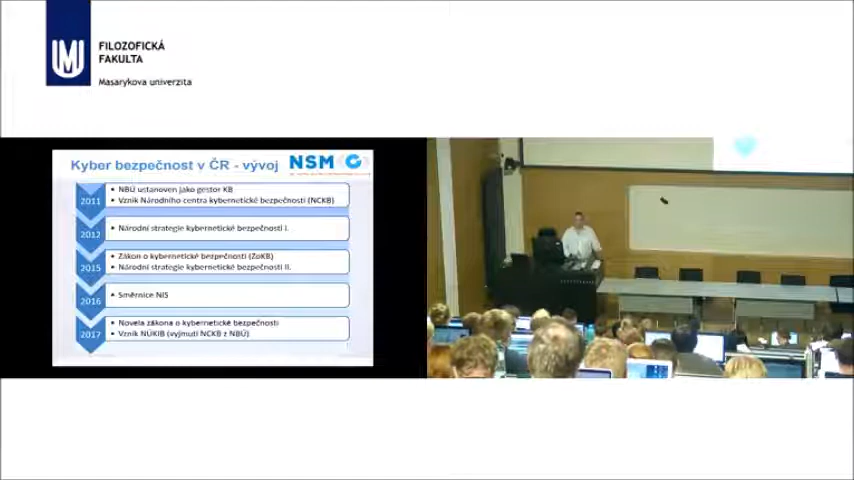 FILOZOFICKÁ
FAKULTA
Masarykova univerzita
Kyber bezpečnost v ČR - vývoj
NSM
2011
• NBÚ ustanoven jako gestor KB
• Vznik Národního centra kybernetické bezpečnosti (NCKB)
2012
• Národní strategie kybernetické bezpečnosti I.
2015
• Zákon o kybernetické bezpečnosti (ZoKB)
• Národní strategie kybernetické bezpečnosti II.
2016
• Směrnice NIS
2017
• Novela zákona o kybernetické bezpečnosti
• Vznik NÚKIB (vyjmutí NCKB z NBÚ)